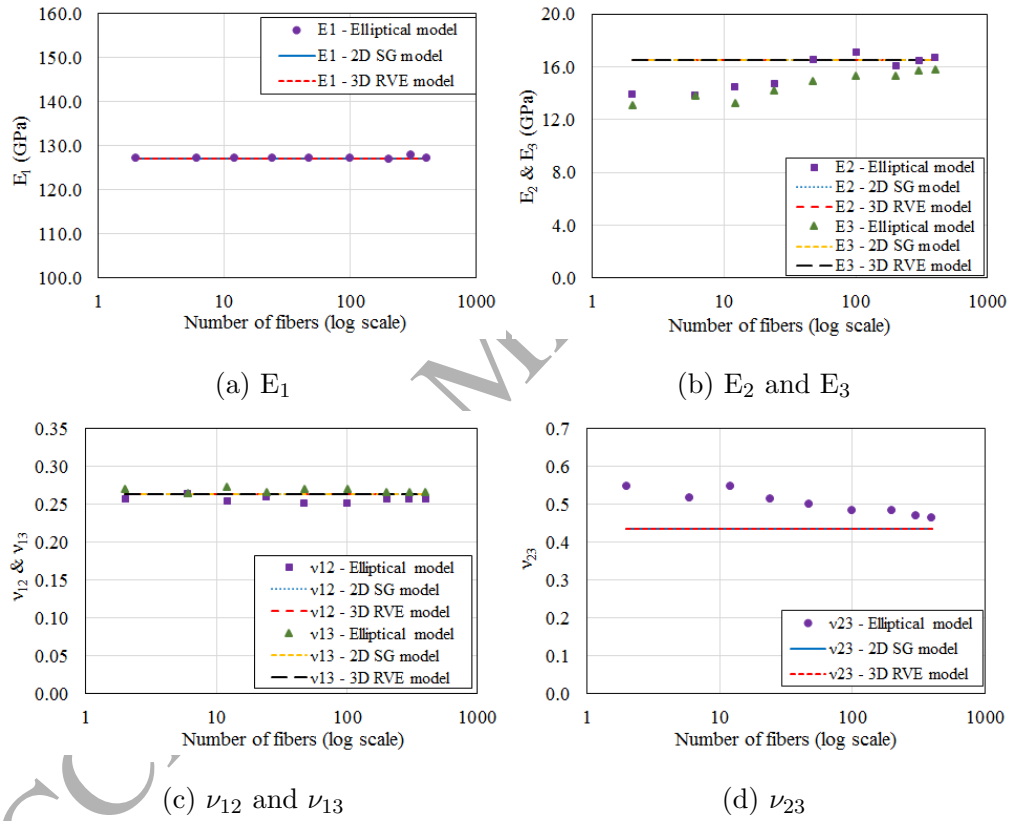 160.0
150.0
140.0
130.0
120.0
110.0
100.0
E1 (GPa)
E1 - Elliptical model
E1 - 2D SG model
E1 - 3D RVE model
1 10 100 1000
Number of fibers (log scale)
(a) E1
20.0
16.0
12.0
8.0
4.0
0.0
E2 & E3 (GPa)
E2 - Elliptical model
E2 - 2D SG model
E2 - 3D RVE model
E3 - Elliptical model
E3 - 2D SG model
E3 - 3D RVE model
1 10 100 1000
Number of fibers (log scale)
(b) E2 and E3
0.35
0.30
0.25
0.20
0.15
0.10
0.05
0.00
ν12 & ν13
ν12 - Elliptical model
ν12 - 2D SG model
ν12 - 3D RVE model
ν13 - Elliptical model
ν13 - 2D SG model
ν13 - 3D RVE model
1 10 100 1000
Number of fibers (log scale)
(c) ν12 and ν13
0.7
0.6
0.5
0.4
0.3
0.2
0.1
0
ν23
ν23 - Elliptical model
ν23 - 2D SG model
ν23 - 3D RVE model
1 10 100 1000
Number of fibers (log scale)
(d) ν23